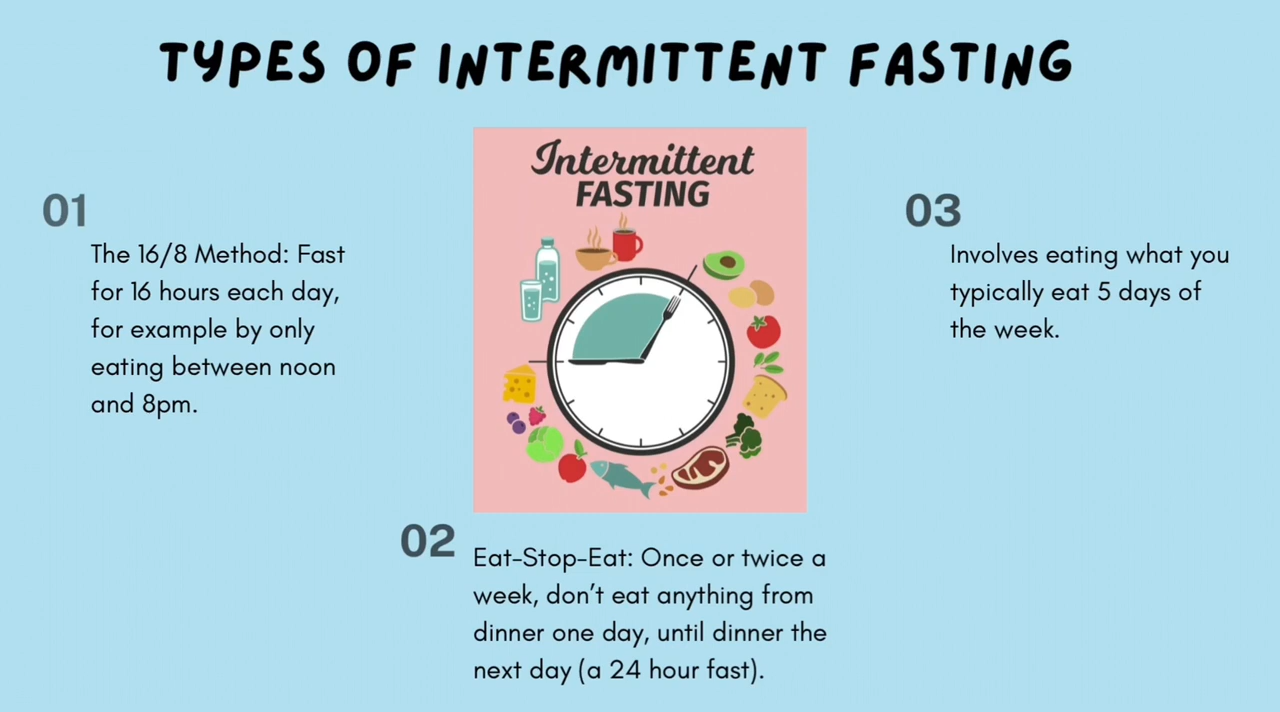 TYPES OF INTERMITTENT FASTING
Intermittent
FASTING
01
The 16/8 Method: Fast
for 16 hours each day,
for example by only
eating between noon
and 8pm.
02
Eat-Stop-Eat: Once or twice a
week, don’t eat anything from
dinner one day, until dinner the
next day (a 24 hour fast).
03
Involves eating what you
typically eat 5 days of
the week.